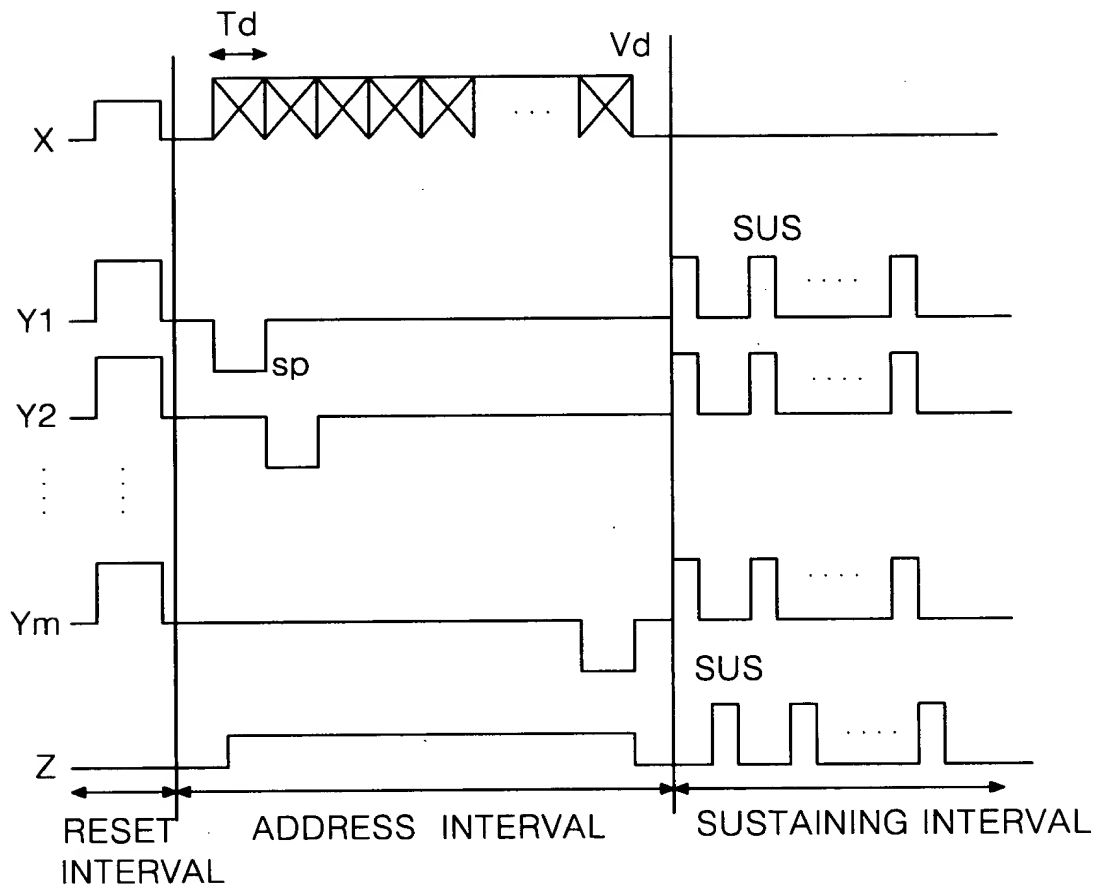 Td
Vd
X
. . .
SUS
. . . .
Y1
sp
. . . .
Y2
. . . .
Ym
SUS
. . . .
Z
RESET INTERVAL
ADDRESS INTERVAL
SUSTAINING INTERVAL